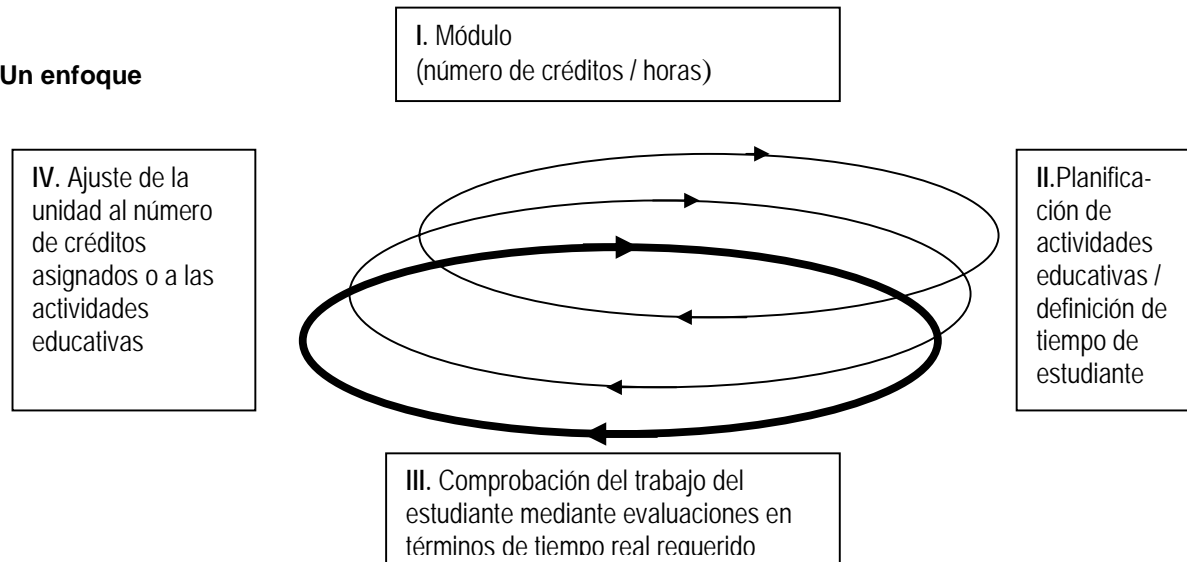 Un enfoque
I. Módulo
(número de créditos / horas)
IV. Ajuste de la
unidad al número
de créditos
asignados o a las
actividades
educativas
II.Planifica-
ción de
actividades
educativas /
definición de
tiempo de
estudiante
III. Comprobación del trabajo del
estudiante mediante evaluaciones en
términos de tiempo real requerido